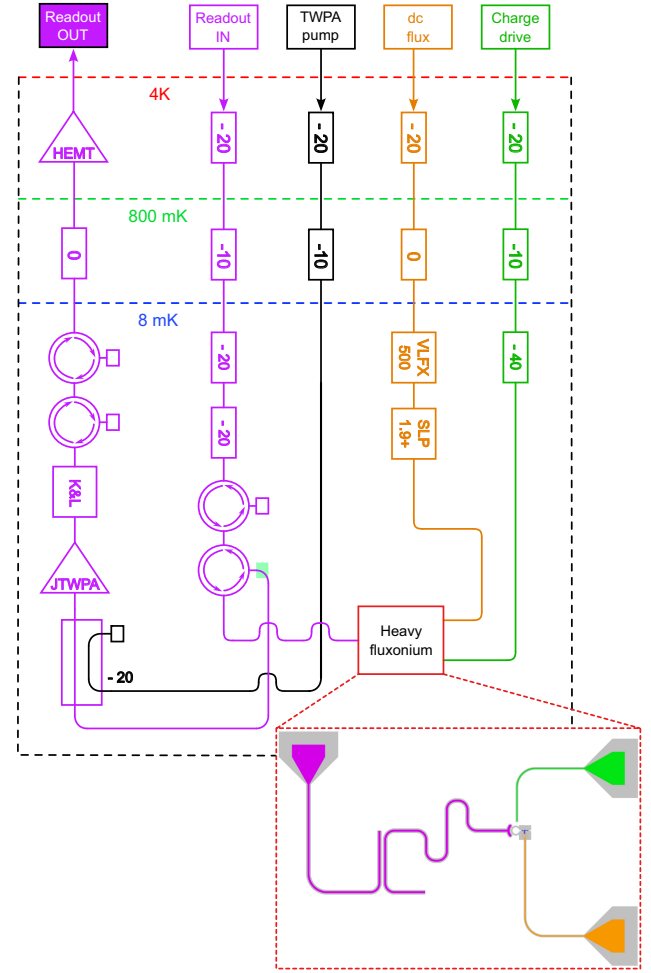 Readout
OUT
Readout
IN
TWPA
pump
dc
flux
Charge
drive
4K
HEMT
- 20
- 20
- 20
- 20
800 mK
0
-10
-10
0
-10
8 mK
- 20
VLFX
500
- 40
- 20
SLP
1.9+
K&L
JTWPA
Heavy
fluxonium
- 20